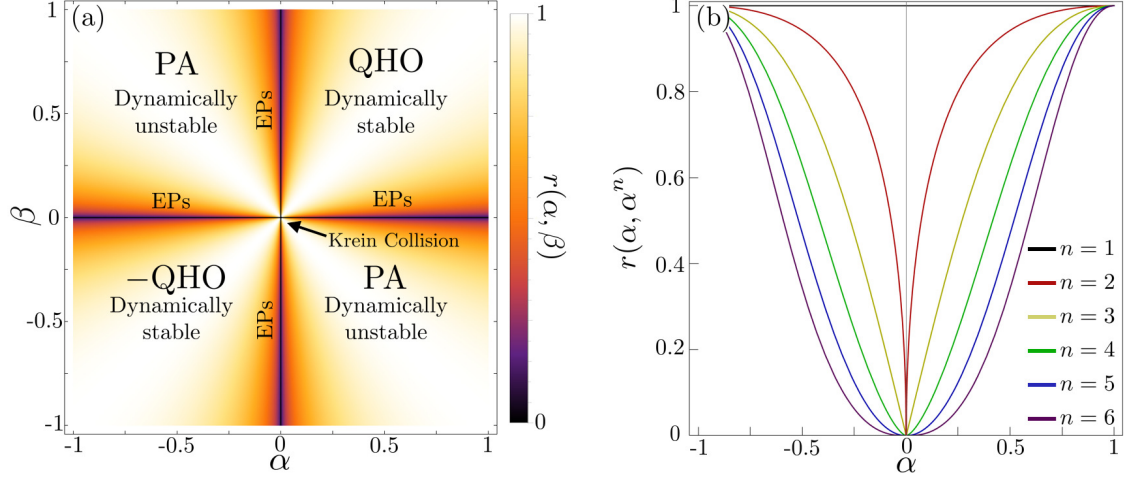 (a)
PA
QHO
Dynamically
unstable
Dynamically
stable
EPs
EPs
EPs
Krein Collision
−QHO
PA
Dynamically
stable
Dynamically
unstable
EPs
1
0.5
0
-0.5
-1
β
-1
-0.5
0
0.5
1
α
1
0
r(α, β)
(b)
1
0.8
0.6
0.4
0.2
0
r(α, αⁿ)
-1
-0.5
0
0.5
1
α
n = 1
n = 2
n = 3
n = 4
n = 5
n = 6